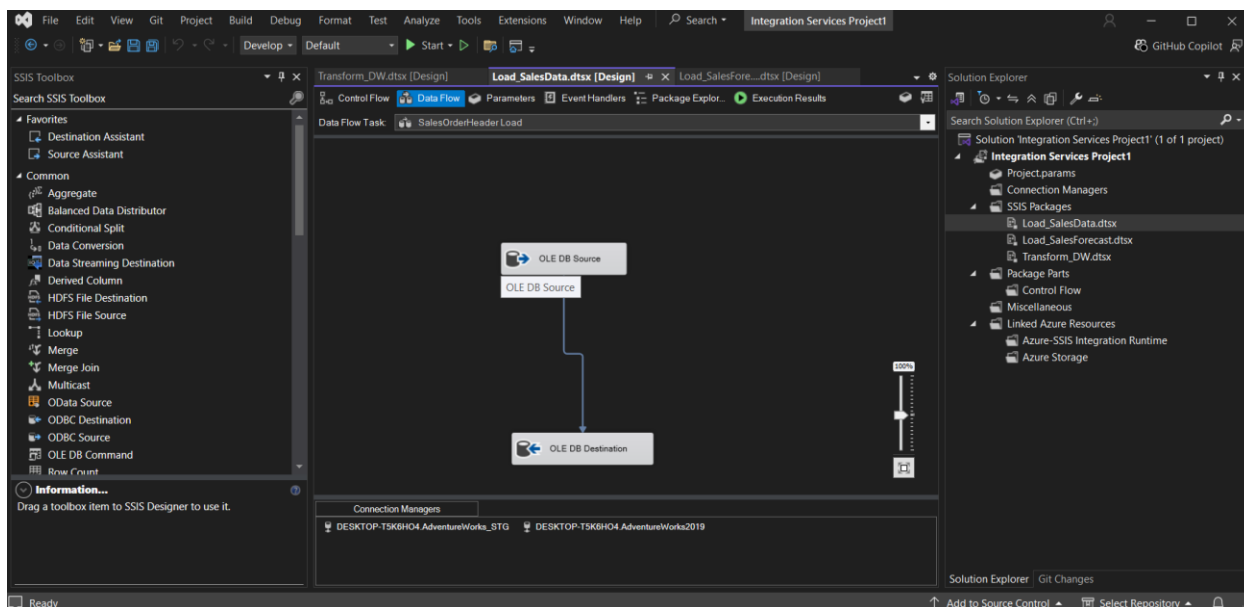 File Edit View Git Project Build Debug Format Test Analyze Tools Extensions Window Help Search Integration Services Project1
Develop Default Start GitHub Copilot
SSIS Toolbox
Search SSIS Toolbox
Favorites
Destination Assistant
Source Assistant
Common
Aggregate
Balanced Data Distributor
Conditional Split
Data Conversion
Data Streaming Destination
Derived Column
HDFS File Destination
HDFS File Source
Lookup
Merge
Merge Join
Multicast
OData Source
ODBC Destination
ODBC Source
OLE DB Command
Row Count
Information...
Drag a toolbox item to SSIS Designer to use it.
Transform_DW.dtsx [Design] Load_SalesData.dtsx [Design] Load_SalesFore....dtsx [Design]
Control Flow Data Flow Parameters Event Handlers Package Explor... Execution Results
Data Flow Task: SalesOrderHeader Load
OLE DB Source
OLE DB Source
100%
OLE DB Destination
Connection Managers
DESKTOP-T5K6HO4.AdventureWorks_STG DESKTOP-T5K6HO4.AdventureWorks2019
Solution Explorer
Search Solution Explorer (Ctrl+;)
Solution 'Integration Services Project1' (1 of 1 project)
Integration Services Project1
Project.params
Connection Managers
SSIS Packages
Load_SalesData.dtsx
Load_SalesForecast.dtsx
Transform_DW.dtsx
Package Parts
Control Flow
Miscellaneous
Linked Azure Resources
Azure-SSIS Integration Runtime
Azure Storage
Solution Explorer Git Changes
Ready Add to Source Control Select Repository